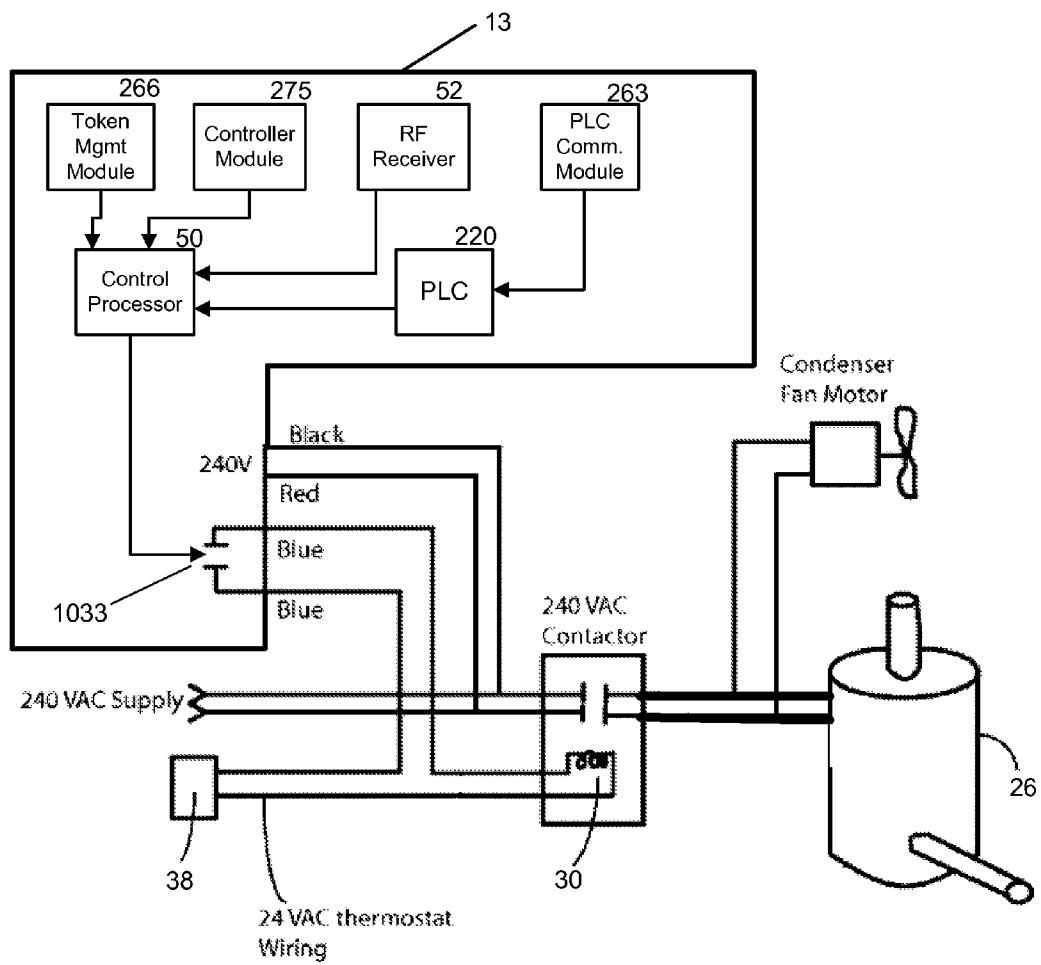 13
266
275
52
263
Token
Mgmt
Module
Controller
Module
RF
Receiver
PLC
Comm.
Module
50
220
Control
Processor
PLC
Condenser
Fan Motor
Black
240V
Red
Blue
1033
Blue
240 VAC
Contactor
240 VAC Supply
26
38
30
24 VAC thermostat
Wiring